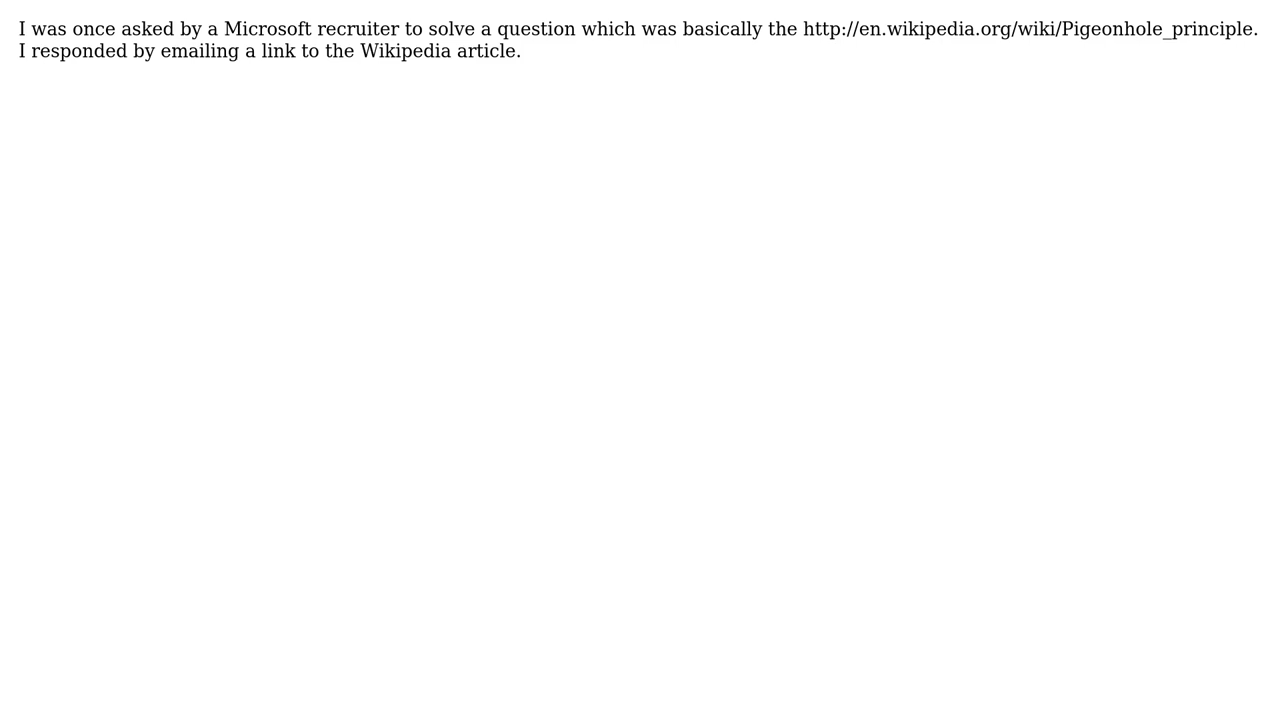 I was once asked by a Microsoft recruiter to solve a question which was basically the http://en.wikipedia.org/wiki/Pigeonhole_principle.
I responded by emailing a link to the Wikipedia article.